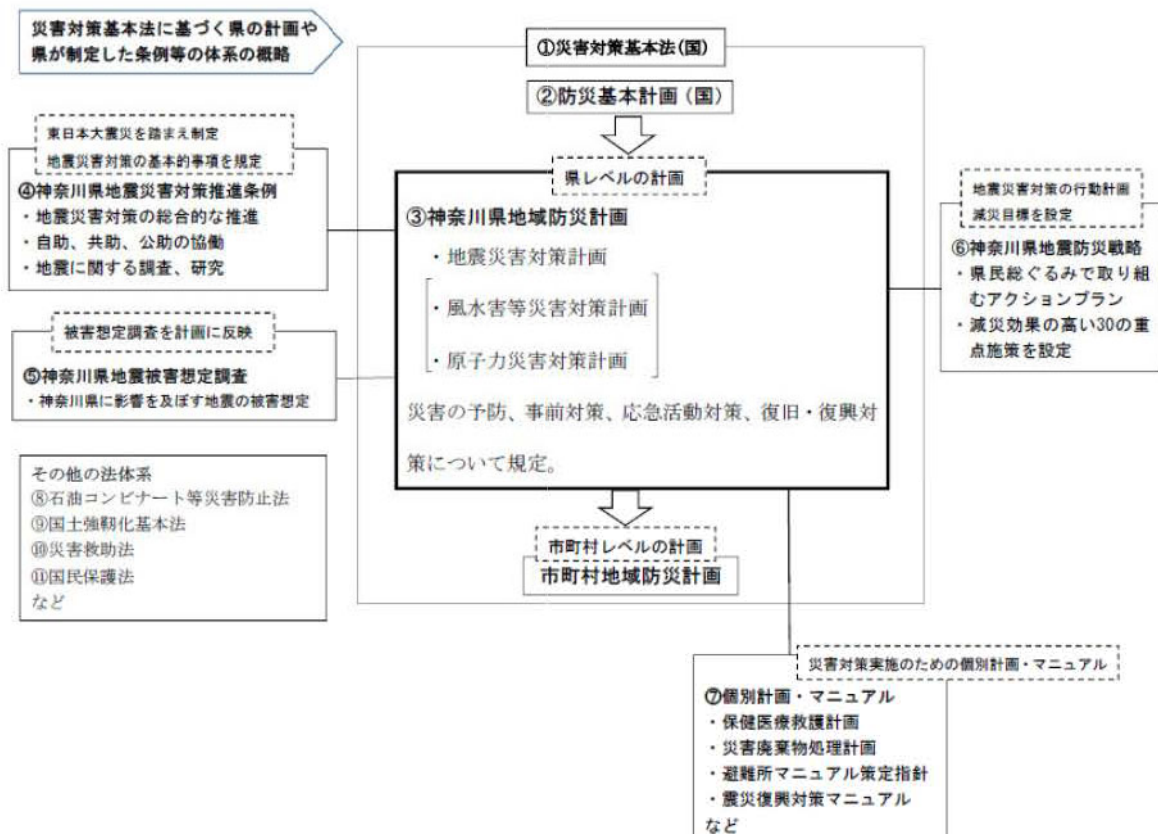 災害対策基本法に基づく県の計画や
県が制定した条例等の体系の概略
①災害対策基本法(国)
②防災基本計画（国）
県レベルの計画
③神奈川県地域防災計画
・地震災害対策計画
・風水害等災害対策計画
・原子力災害対策計画
災害の予防、事前対策、応急活動対策、復旧・復興対
策について規定。
東日本大震災を踏まえ制定
地震災害対策の基本的事項を規定
④神奈川県地震災害対策推進条例
・地震災害対策の総合的な推進
・自助、共助、公助の協働
・地震に関する調査、研究
被害想定調査を計画に反映
⑤神奈川県地震被害想定調査
・神奈川県に影響を及ぼす地震の被害想定
地震災害対策の行動計画
減災目標を設定
⑥神奈川県地震防災戦略
・県民総ぐるみで取り組
むアクションプラン
・減災効果の高い30の重
点施策を設定
その他の法体系
⑧石油コンビナート等災害防止法
⑨国土強靱化基本法
⑩災害救助法
⑪国民保護法
など
市町村レベルの計画
市町村地域防災計画
災害対策実施のための個別計画・マニュアル
⑦個別計画・マニュアル
・保健医療救護計画
・災害廃棄物処理計画
・避難所マニュアル策定指針
・震災復興対策マニュアル
など